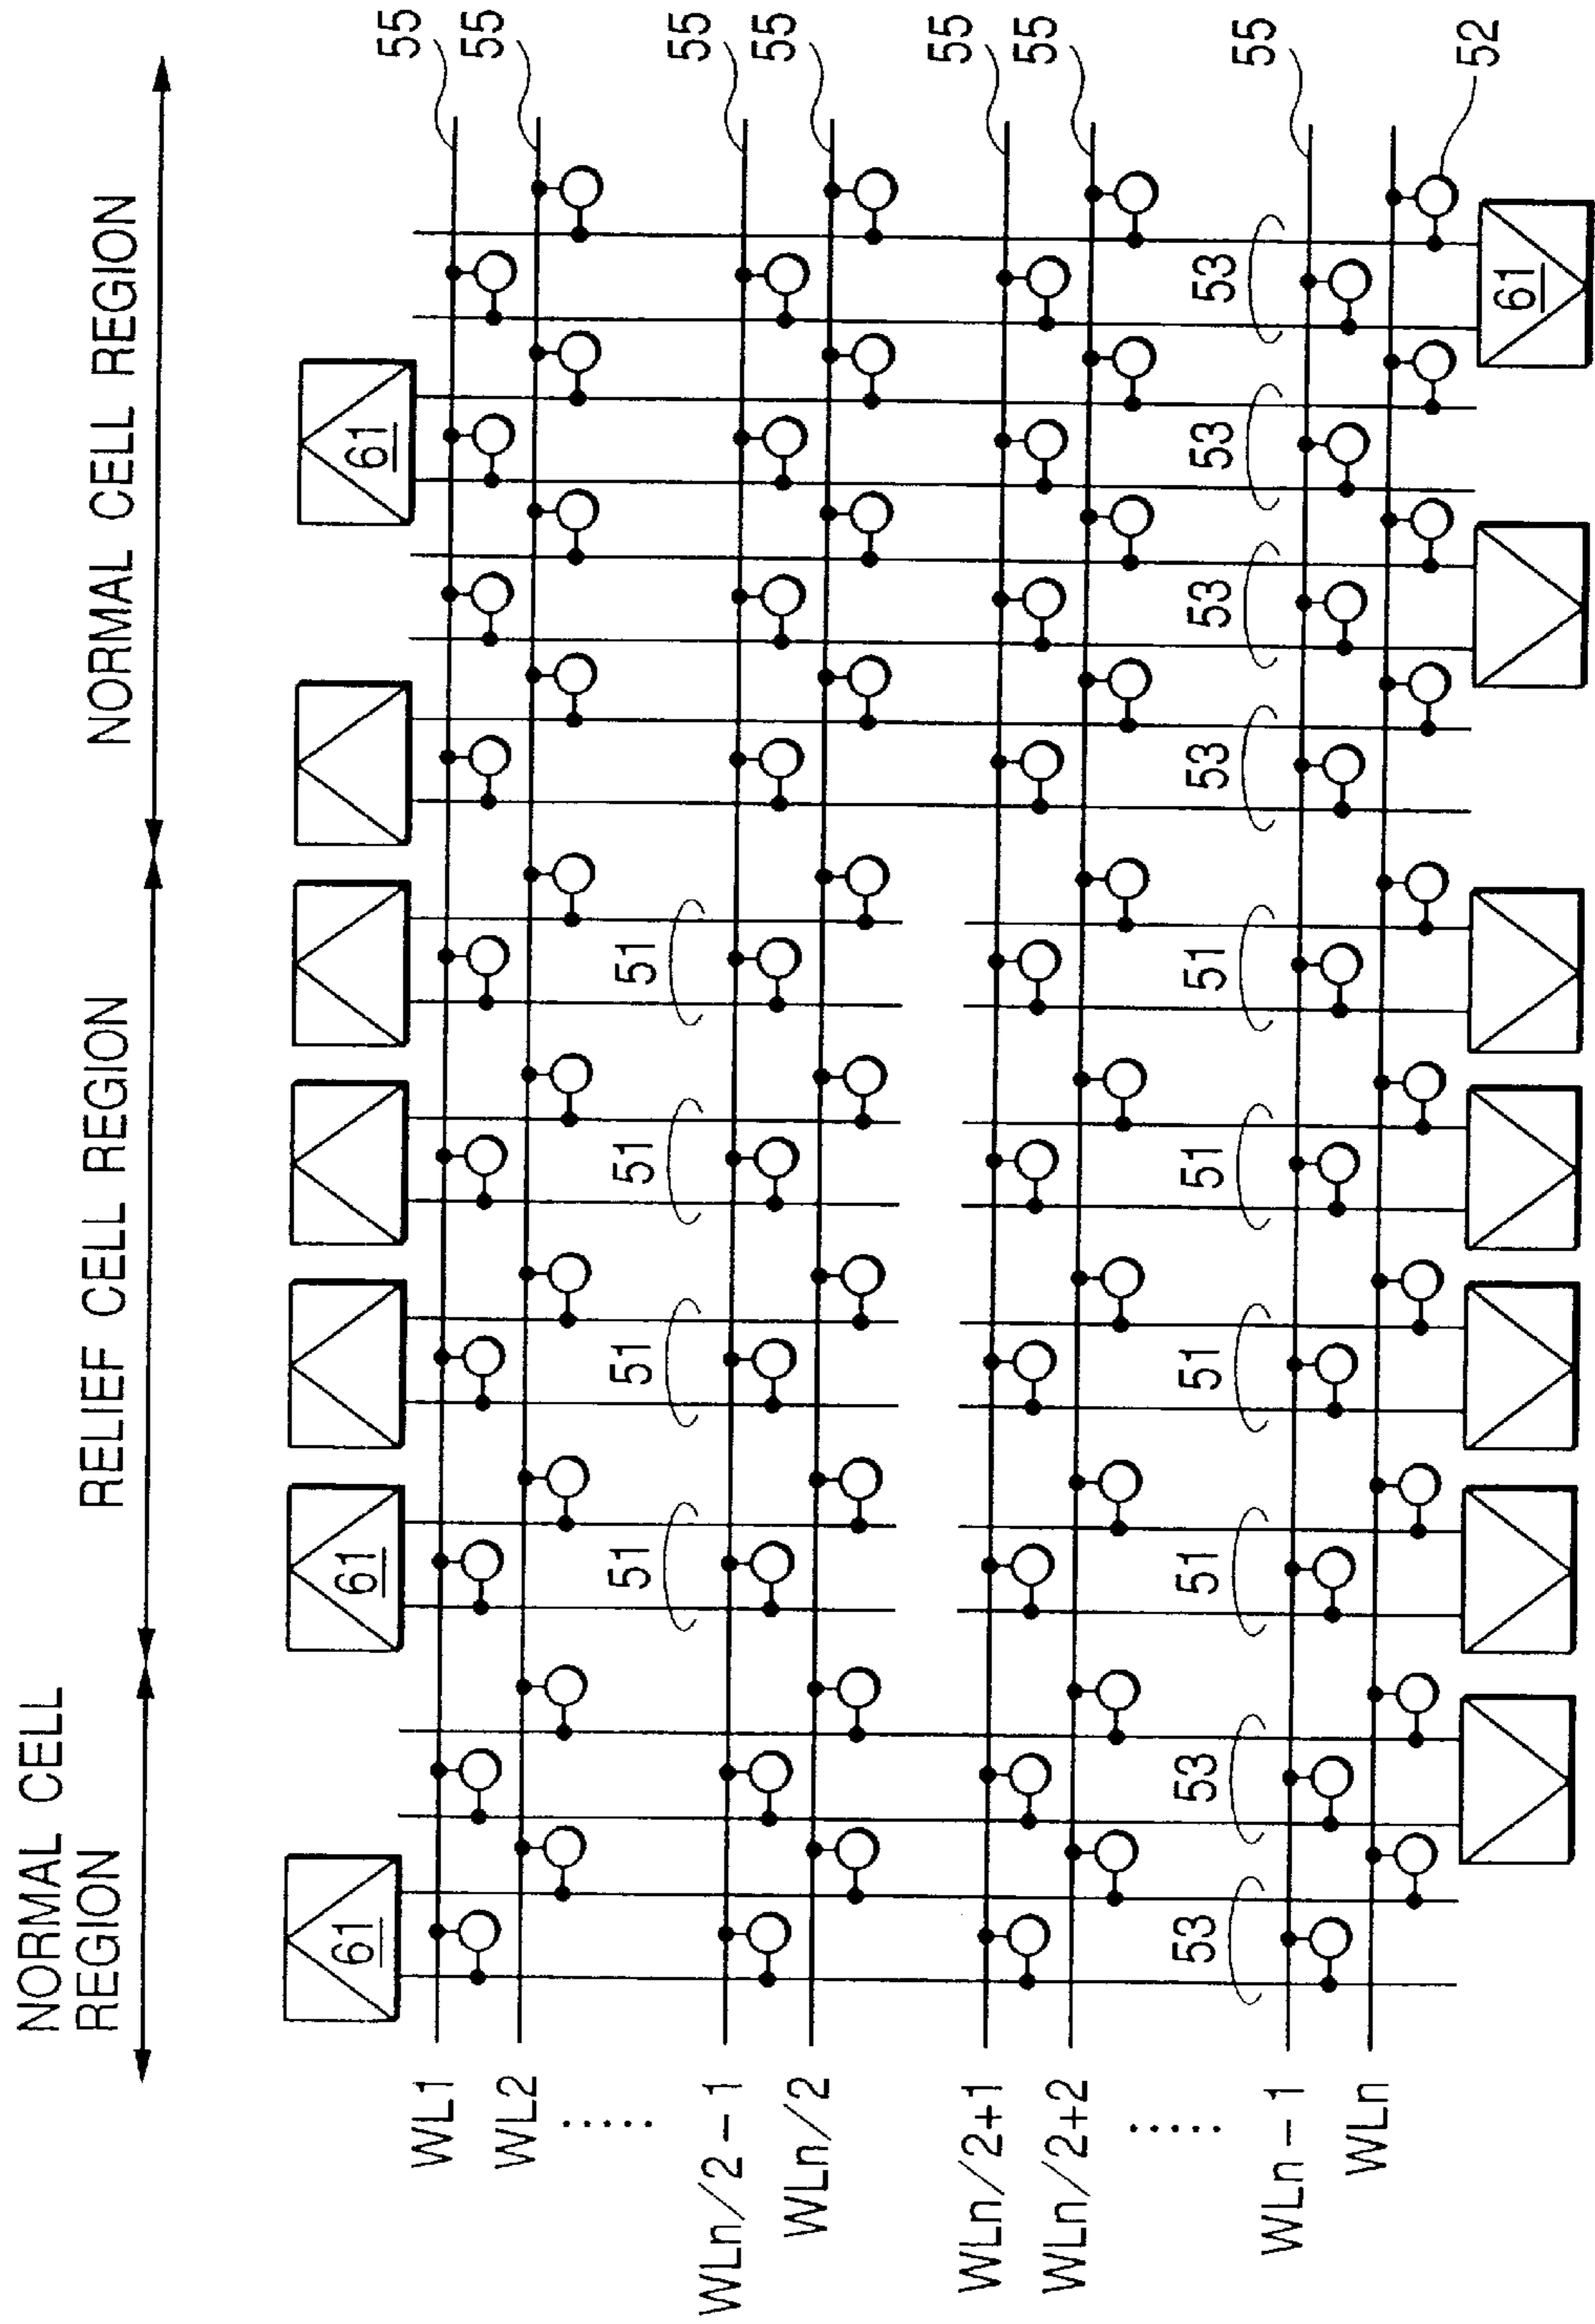 NORMAL CELL
REGION
RELIEF CELL REGION
NORMAL CELL REGION
61
61
61
WL1
55
WL2
55
.....
51
51
51
51
WLn/2-1
55
WLn/2
55
WLn/2+1
55
WLn/2+2
55
.....
53
53
51
51
51
51
53
53
53
53
WLn-1
55
WLn
52
61